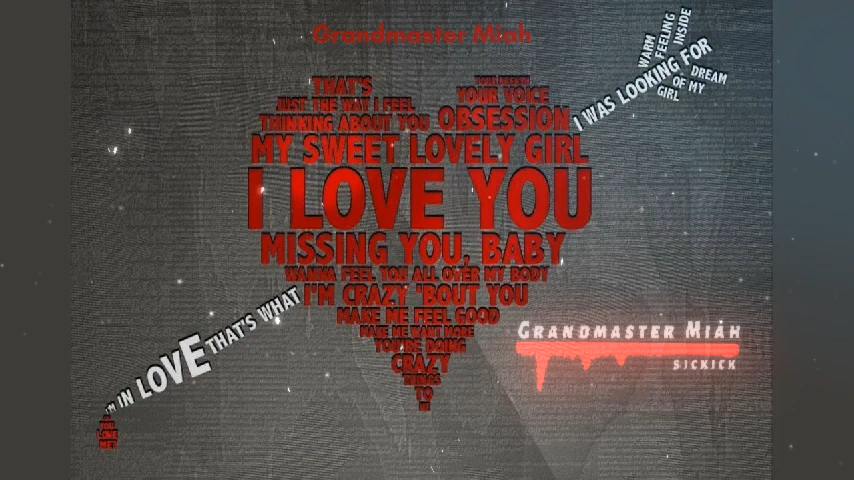 Grandmaster Miah
WARM
FEELING
INSIDE
I WAS LOOKING FOR
DREAM
OF MY
GIRL
THAT'S
JUST THE WAY I FEEL
YOUR VOICE
THINKING ABOUT YOU
OBSESSION
MY SWEET LOVELY GIRL
I LOVE YOU
MISSING YOU, BABY
WANNA FEEL YOU ALL OVER MY BODY
I'M CRAZY 'BOUT YOU
MAKE ME FEEL GOOD
MAKE ME WANT MORE
YOU'RE DOING
CRAZY
THINGS
TO
GRANDMASTER MIAH
SICKICK
THAT'S WHAT
IN LOVE
YOU
LOVE
ME?